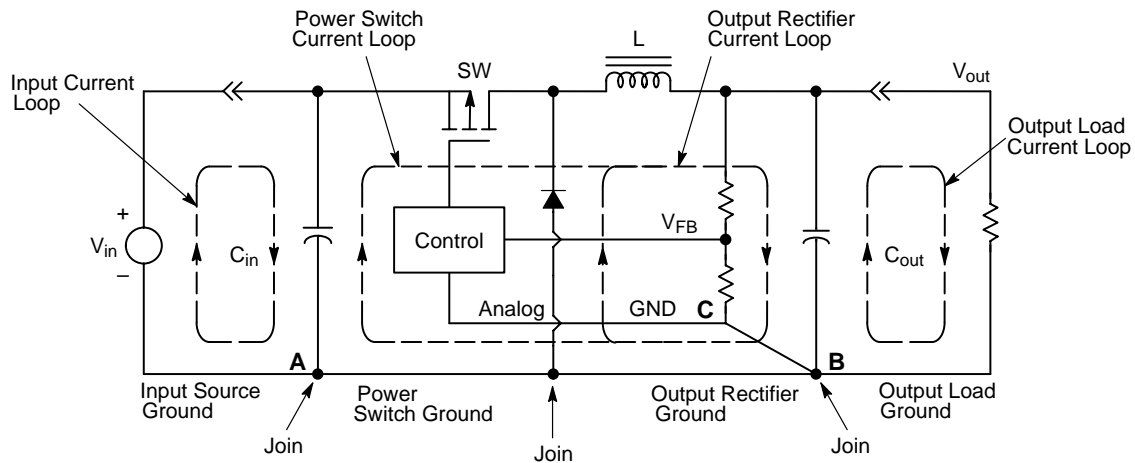 Power Switch
Current Loop
Output Rectifier
Current Loop
L
SW
Vout
Input Current
Loop
Output Load
Current Loop
+
Vin
–
Cin
Control
VFB
Cout
Analog
GND
C
A
B
Input Source
Ground
Power
Switch Ground
Output Rectifier
Ground
Output Load
Ground
Join
Join
Join